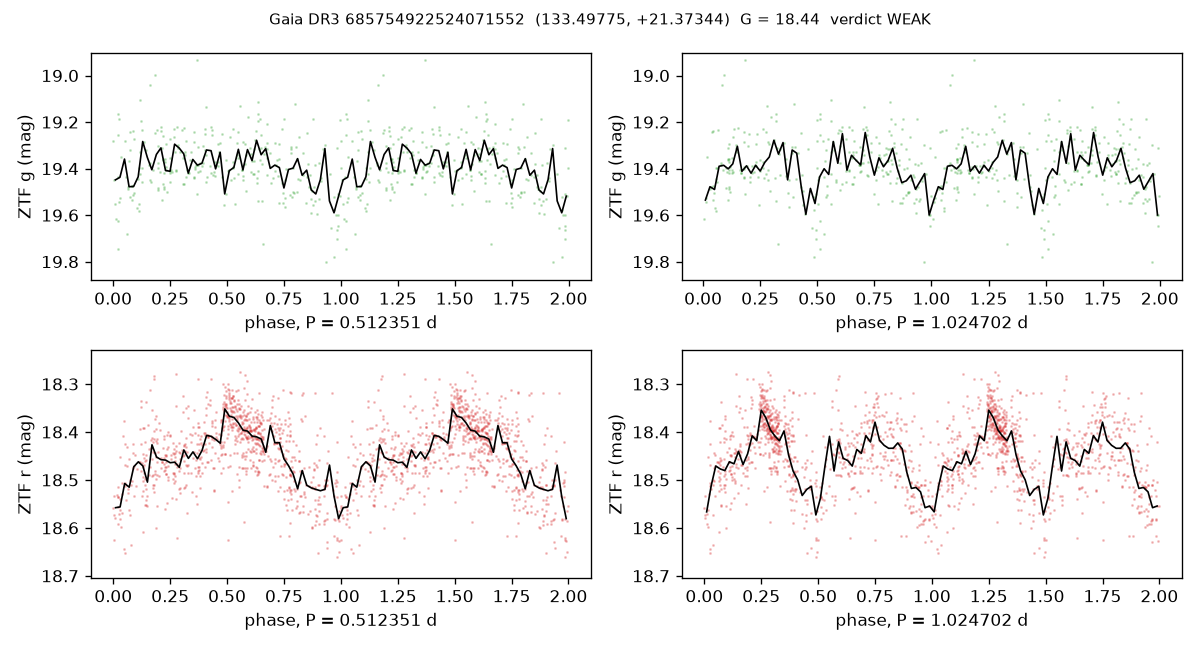 Gaia DR3 685754922524071552 (133.49775, +21.37344) G = 18.44 verdict WEAK
ZTF g (mag)
19.0
19.2
19.4
19.6
19.8
0.00 0.25 0.50 0.75 1.00 1.25 1.50 1.75 2.00
phase, P = 0.512351 d
ZTF g (mag)
19.0
19.2
19.4
19.6
19.8
0.00 0.25 0.50 0.75 1.00 1.25 1.50 1.75 2.00
phase, P = 1.024702 d
ZTF r (mag)
18.3
18.4
18.5
18.6
18.7
0.00 0.25 0.50 0.75 1.00 1.25 1.50 1.75 2.00
phase, P = 0.512351 d
ZTF r (mag)
18.3
18.4
18.5
18.6
18.7
0.00 0.25 0.50 0.75 1.00 1.25 1.50 1.75 2.00
phase, P = 1.024702 d